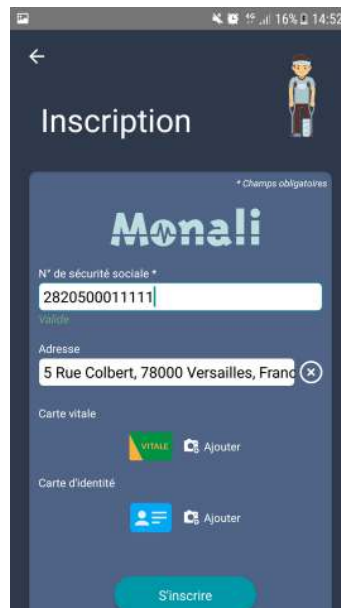 16% 14:52
Inscription
* Champs obligatoires
Monali
N° de sécurité sociale *
2820500011111
Valide
Adresse
5 Rue Colbert, 78000 Versailles, Franc
Carte vitale
VITALE
Ajouter
Carte d'identité
Ajouter
S'inscrire